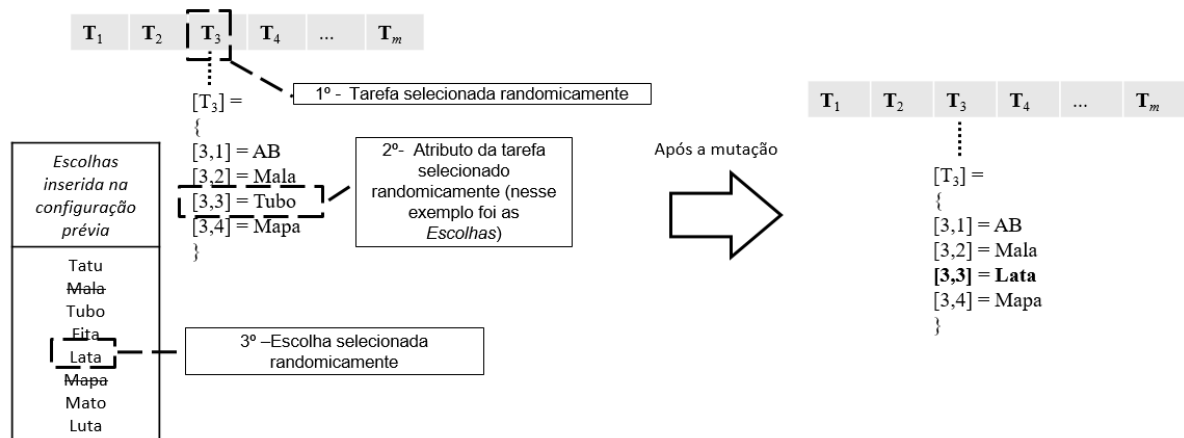 T1 T2 T3 T4 ... Tm
1º - Tarefa selecionada randomicamente
[T3] =
{
[3,1] = AB
[3,2] = Mala
[3,3] = Tubo
[3,4] = Mapa
}
2º- Atributo da tarefa
selecionado
randomicamente (nesse
exemplo foi as
Escolhas)
Escolhas
inserida na
configuração
prévia
Tatu
Mala
Tubo
Fita
Lata
Mapa
Mato
Luta
3º –Escolha selecionada
randomicamente
Após a mutação
T1 T2 T3 T4 ... Tm
[T3] =
{
[3,1] = AB
[3,2] = Mala
[3,3] = Lata
[3,4] = Mapa
}